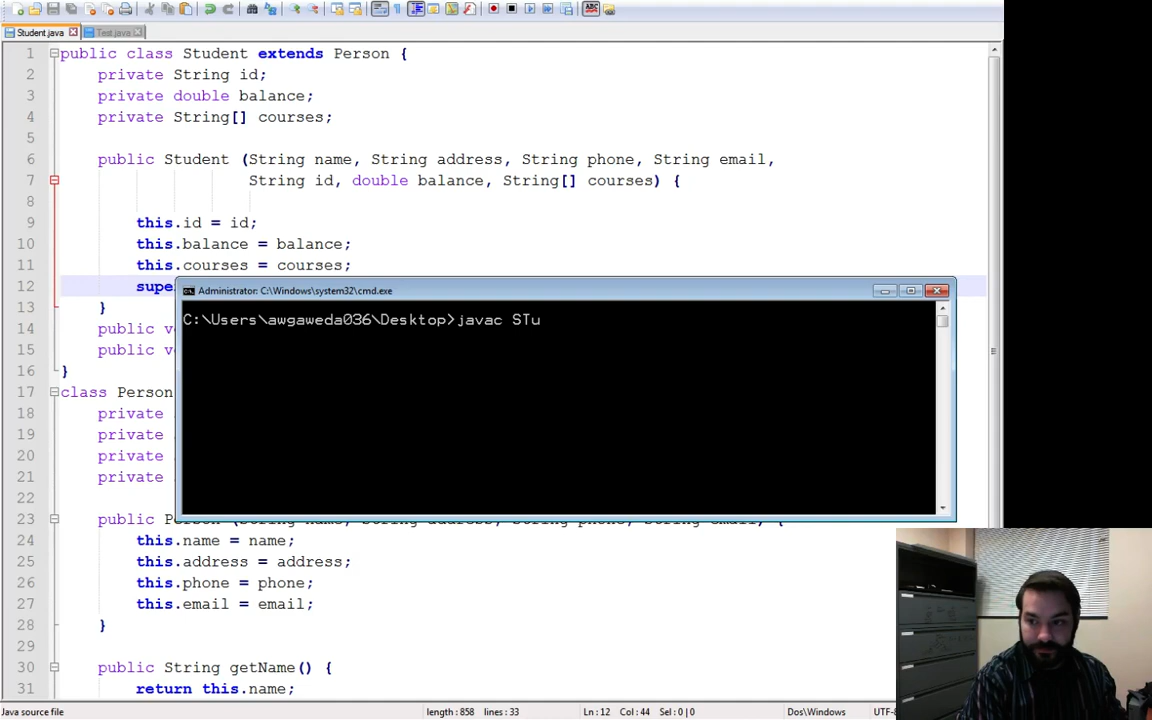 Student.java
Test.java
1 public class Student extends Person {
2 private String id;
3 private double balance;
4 private String[] courses;
5
6 public Student (String name, String address, String phone, String email,
7 String id, double balance, String[] courses) {
8
9 this.id = id;
10 this.balance = balance;
11 this.courses = courses;
12 supe
13 }
14 public v
15 public v
16 }
17 class Person
18 private
19 private
20 private
21 private
22
23 public
24 this.name = name;
25 this.address = address;
26 this.phone = phone;
27 this.email = email;
28 }
29
30 public String getName() {
31 return this.name;
Administrator: C:\Windows\system32\cmd.exe
C:\Users\awgaweda036\Desktop>javac STu
Java source file
length : 858 lines : 33
Ln : 12 Col : 44 Sel : 0 | 0
Dos\Windows
UTF-8